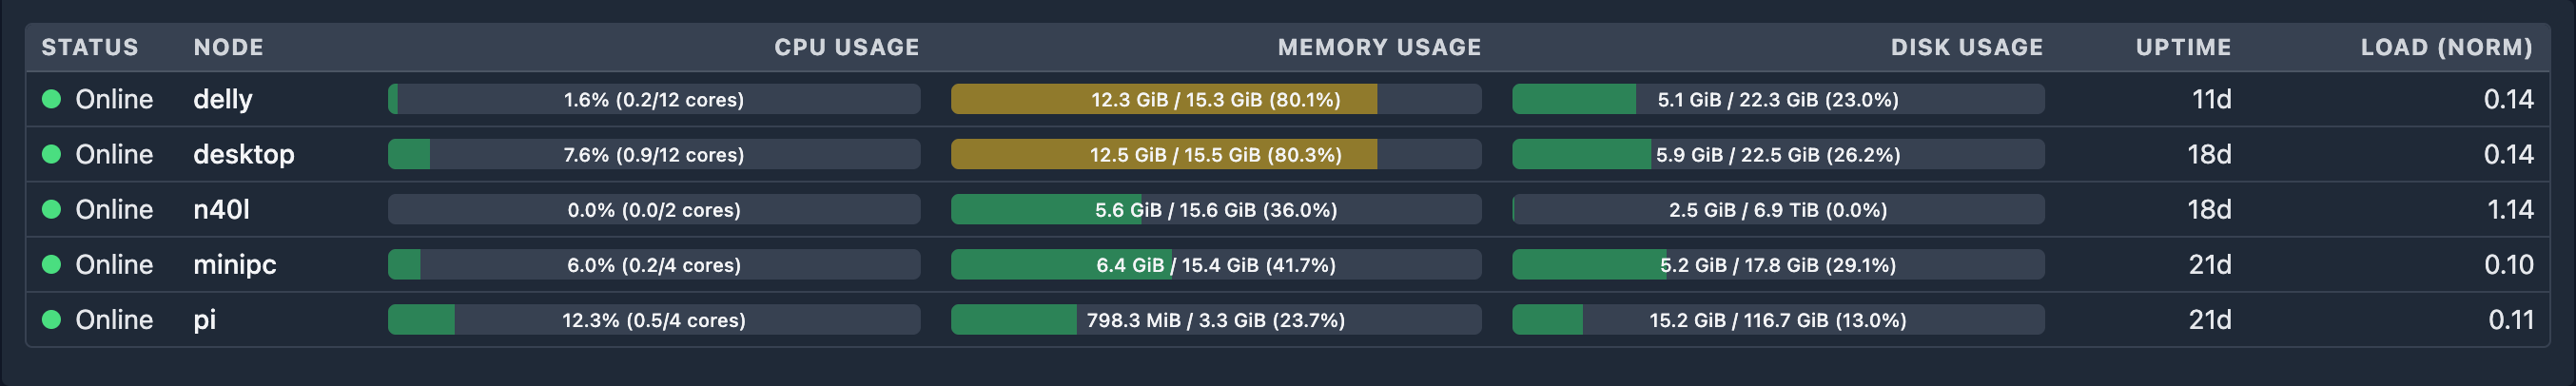 STATUS NODE CPU USAGE MEMORY USAGE DISK USAGE UPTIME LOAD (NORM)
Online delly 1.6% (0.2/12 cores) 12.3 GiB / 15.3 GiB (80.1%) 5.1 GiB / 22.3 GiB (23.0%) 11d 0.14
Online desktop 7.6% (0.9/12 cores) 12.5 GiB / 15.5 GiB (80.3%) 5.9 GiB / 22.5 GiB (26.2%) 18d 0.14
Online n40l 0.0% (0.0/2 cores) 5.6 GiB / 15.6 GiB (36.0%) 2.5 GiB / 6.9 TiB (0.0%) 18d 1.14
Online minipc 6.0% (0.2/4 cores) 6.4 GiB / 15.4 GiB (41.7%) 5.2 GiB / 17.8 GiB (29.1%) 21d 0.10
Online pi 12.3% (0.5/4 cores) 798.3 MiB / 3.3 GiB (23.7%) 15.2 GiB / 116.7 GiB (13.0%) 21d 0.11